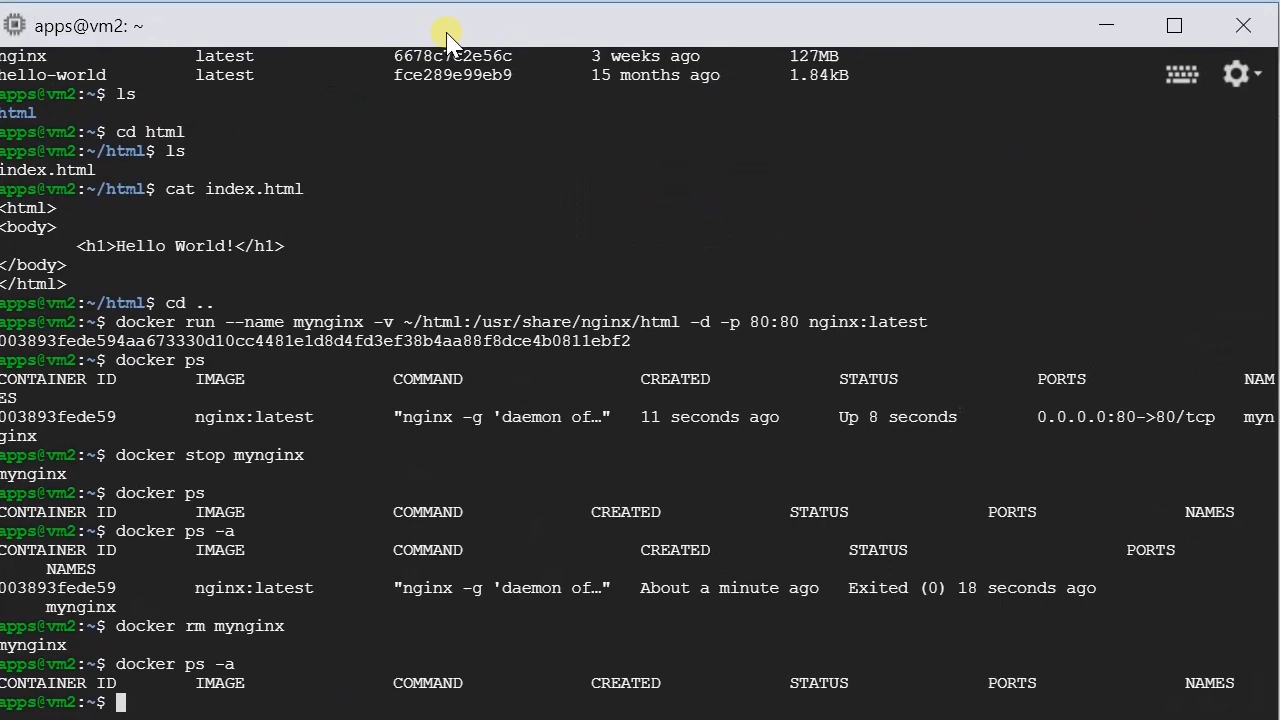 apps@vm2: ~
nginx latest 6678c7c2e56c 3 weeks ago 127MB
hello-world latest fce289e99eb9 15 months ago 1.84kB
apps@vm2:~$ ls
html
apps@vm2:~$ cd html
apps@vm2:~/html$ ls
index.html
apps@vm2:~/html$ cat index.html
<html>
<body>
<h1>Hello World!</h1>
</body>
</html>
apps@vm2:~/html$ cd ..
apps@vm2:~$ docker run --name mynginx -v ~/html:/usr/share/nginx/html -d -p 80:80 nginx:latest
003893fede594aa673330d10cc4481e1d8d4fd3ef38b4aa88f8dce4b0811ebf2
apps@vm2:~$ docker ps
CONTAINER ID IMAGE COMMAND CREATED STATUS PORTS NAM
ES
003893fede59 nginx:latest "nginx -g 'daemon of…" 11 seconds ago Up 8 seconds 0.0.0.0:80->80/tcp myn
ginx
apps@vm2:~$ docker stop mynginx
mynginx
apps@vm2:~$ docker ps
CONTAINER ID IMAGE COMMAND CREATED STATUS PORTS NAMES
apps@vm2:~$ docker ps -a
CONTAINER ID IMAGE COMMAND CREATED STATUS PORTS
NAMES
003893fede59 nginx:latest "nginx -g 'daemon of…" About a minute ago Exited (0) 18 seconds ago
mynginx
apps@vm2:~$ docker rm mynginx
mynginx
apps@vm2:~$ docker ps -a
CONTAINER ID IMAGE COMMAND CREATED STATUS PORTS NAMES
apps@vm2:~$